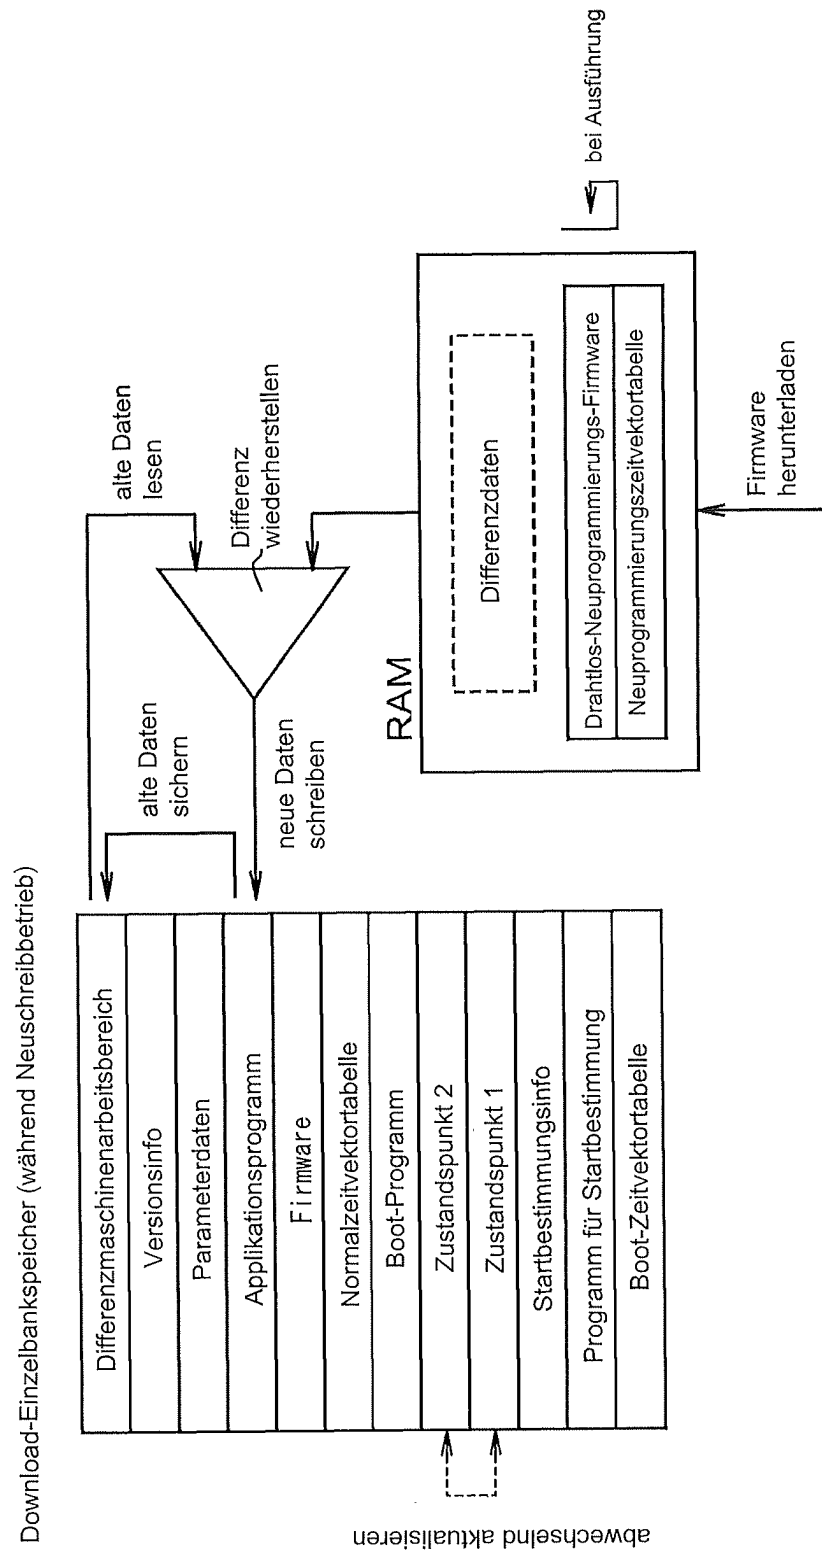 Download-Einzelbankspeicher (während Neuschreibbetrieb)
Differenzmaschinenarbeitsbereich
Versionsinfo
Parameterdaten
Applikationsprogramm
Firmware
Normalzeitvektortabelle
Boot-Programm
Zustandspunkt 2
Zustandspunkt 1
Startbestimmungsinfo
Programm für Startbestimmung
Boot-Zeitvektortabelle
abwechselnd aktualisieren
alte Daten
sichern
neue Daten
schreiben
alte Daten
lesen
Differenz
wiederherstellen
RAM
Differenzdaten
Drahtlos-Neuprogrammierungs-Firmware
Neuprogrammierungszeitvektortabelle
Firmware
herunterladen
bei Ausführung